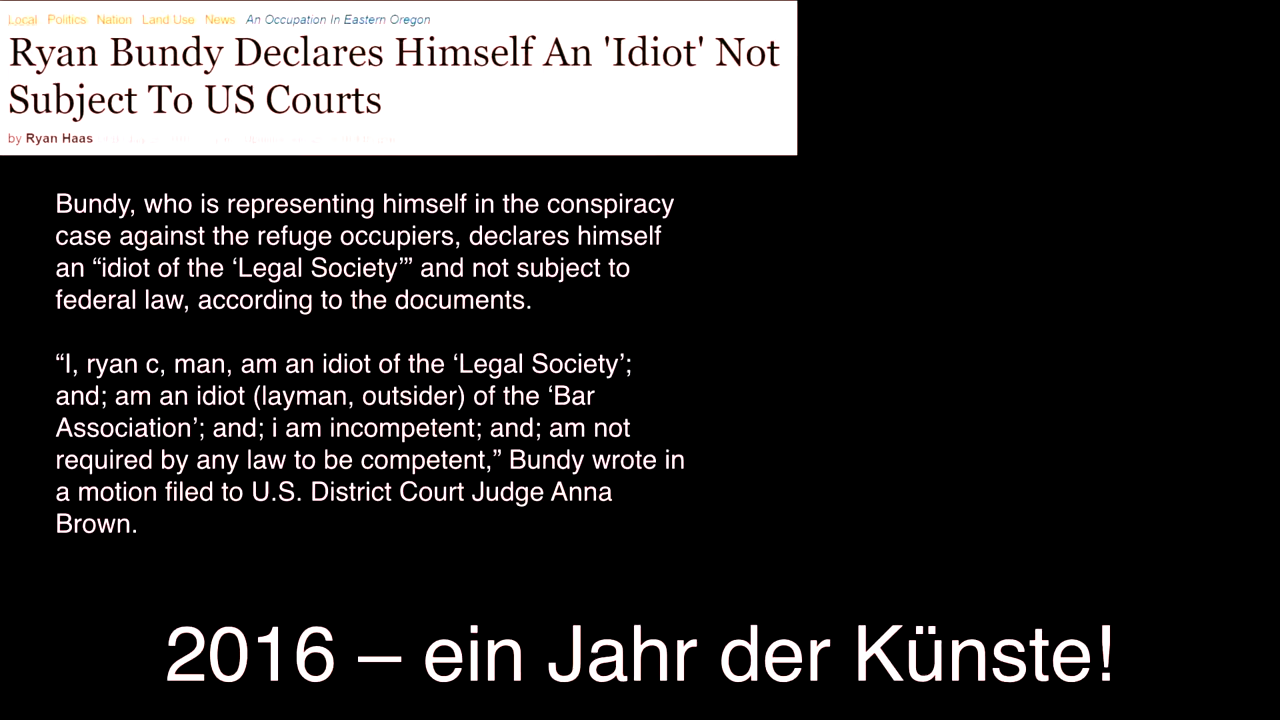 Local Politics Nation Land Use News An Occupation In Eastern Oregon
Ryan Bundy Declares Himself An 'Idiot' Not
Subject To US Courts
by Ryan Haas
Bundy, who is representing himself in the conspiracy
case against the refuge occupiers, declares himself
an “idiot of the ‘Legal Society’” and not subject to
federal law, according to the documents.
“I, ryan c, man, am an idiot of the ‘Legal Society’;
and; am an idiot (layman, outsider) of the ‘Bar
Association’; and; i am incompetent; and; am not
required by any law to be competent,” Bundy wrote in
a motion filed to U.S. District Court Judge Anna
Brown.
2016 – ein Jahr der Künste!